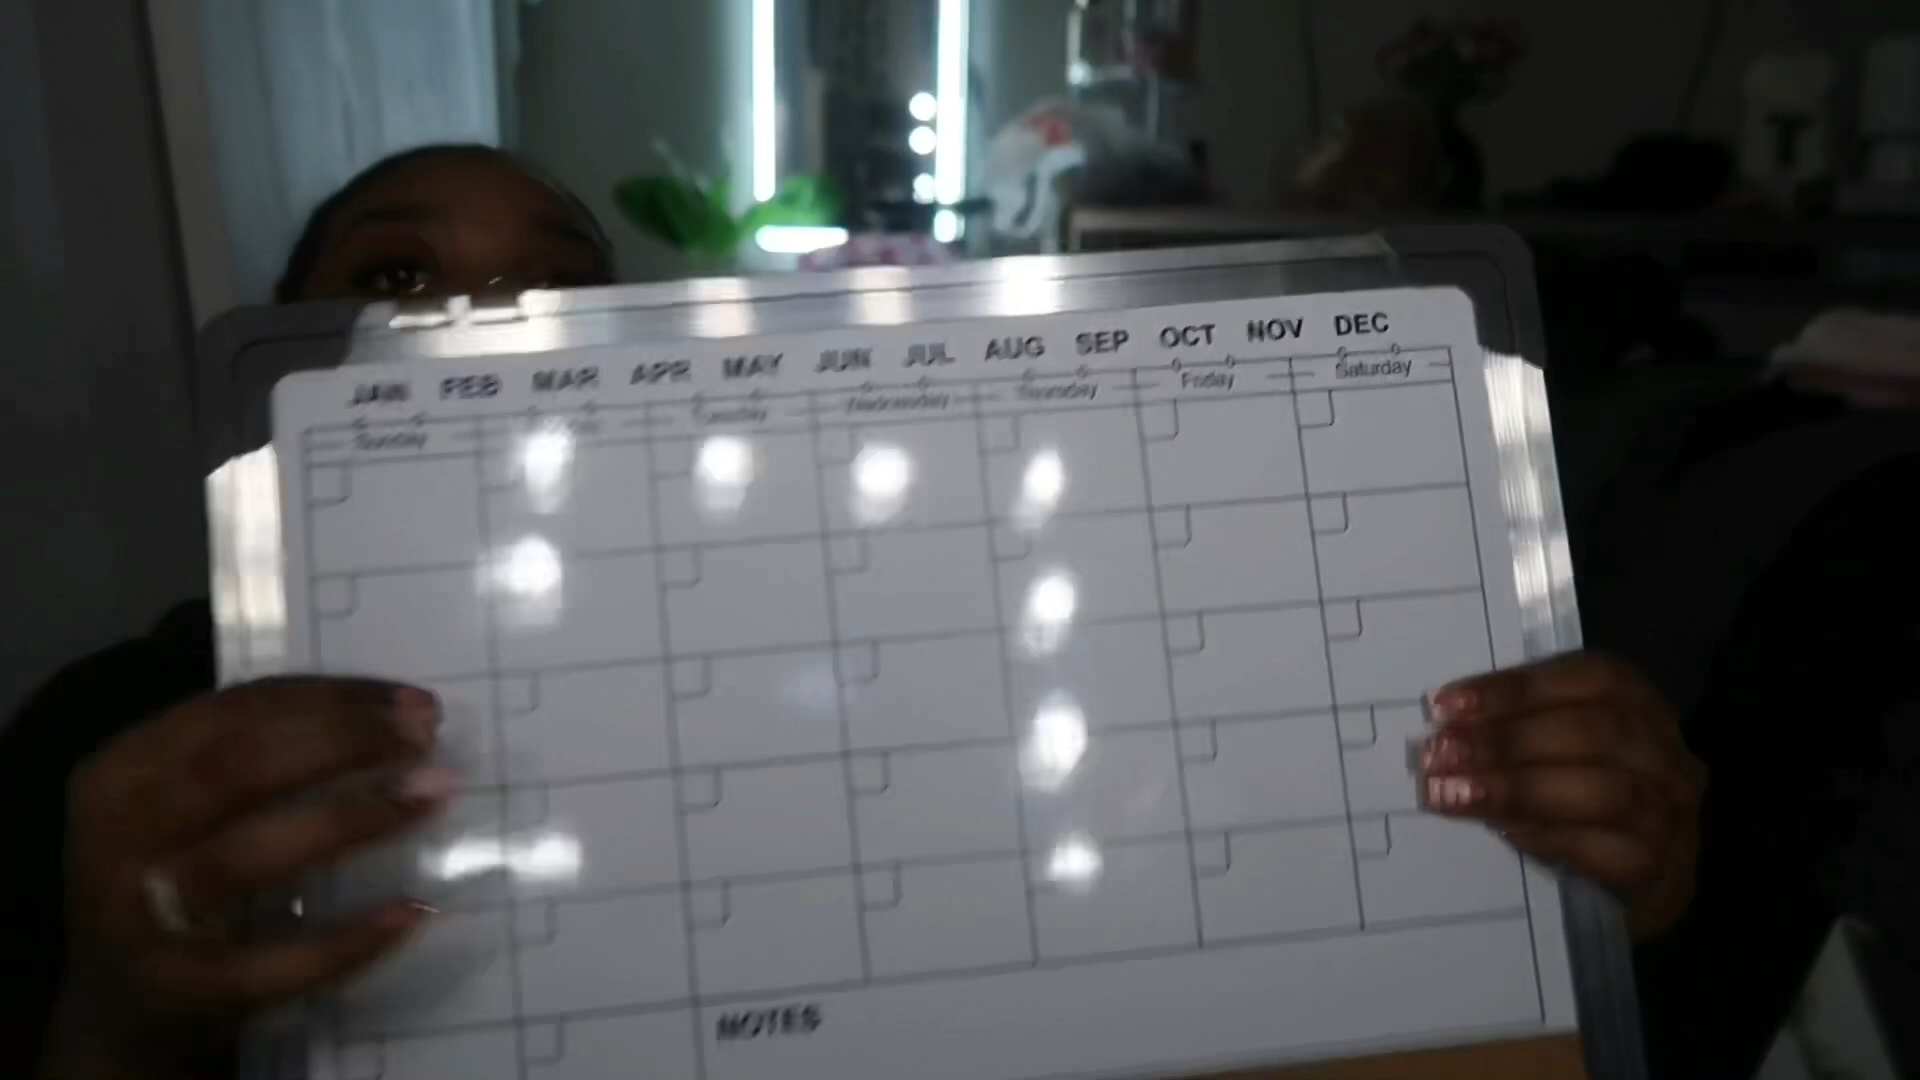 JAN FEB MAR APR MAY JUN JUL AUG SEP OCT NOV DEC
Sunday Tuesday Wednesday Thursday Friday Saturday
NOTES